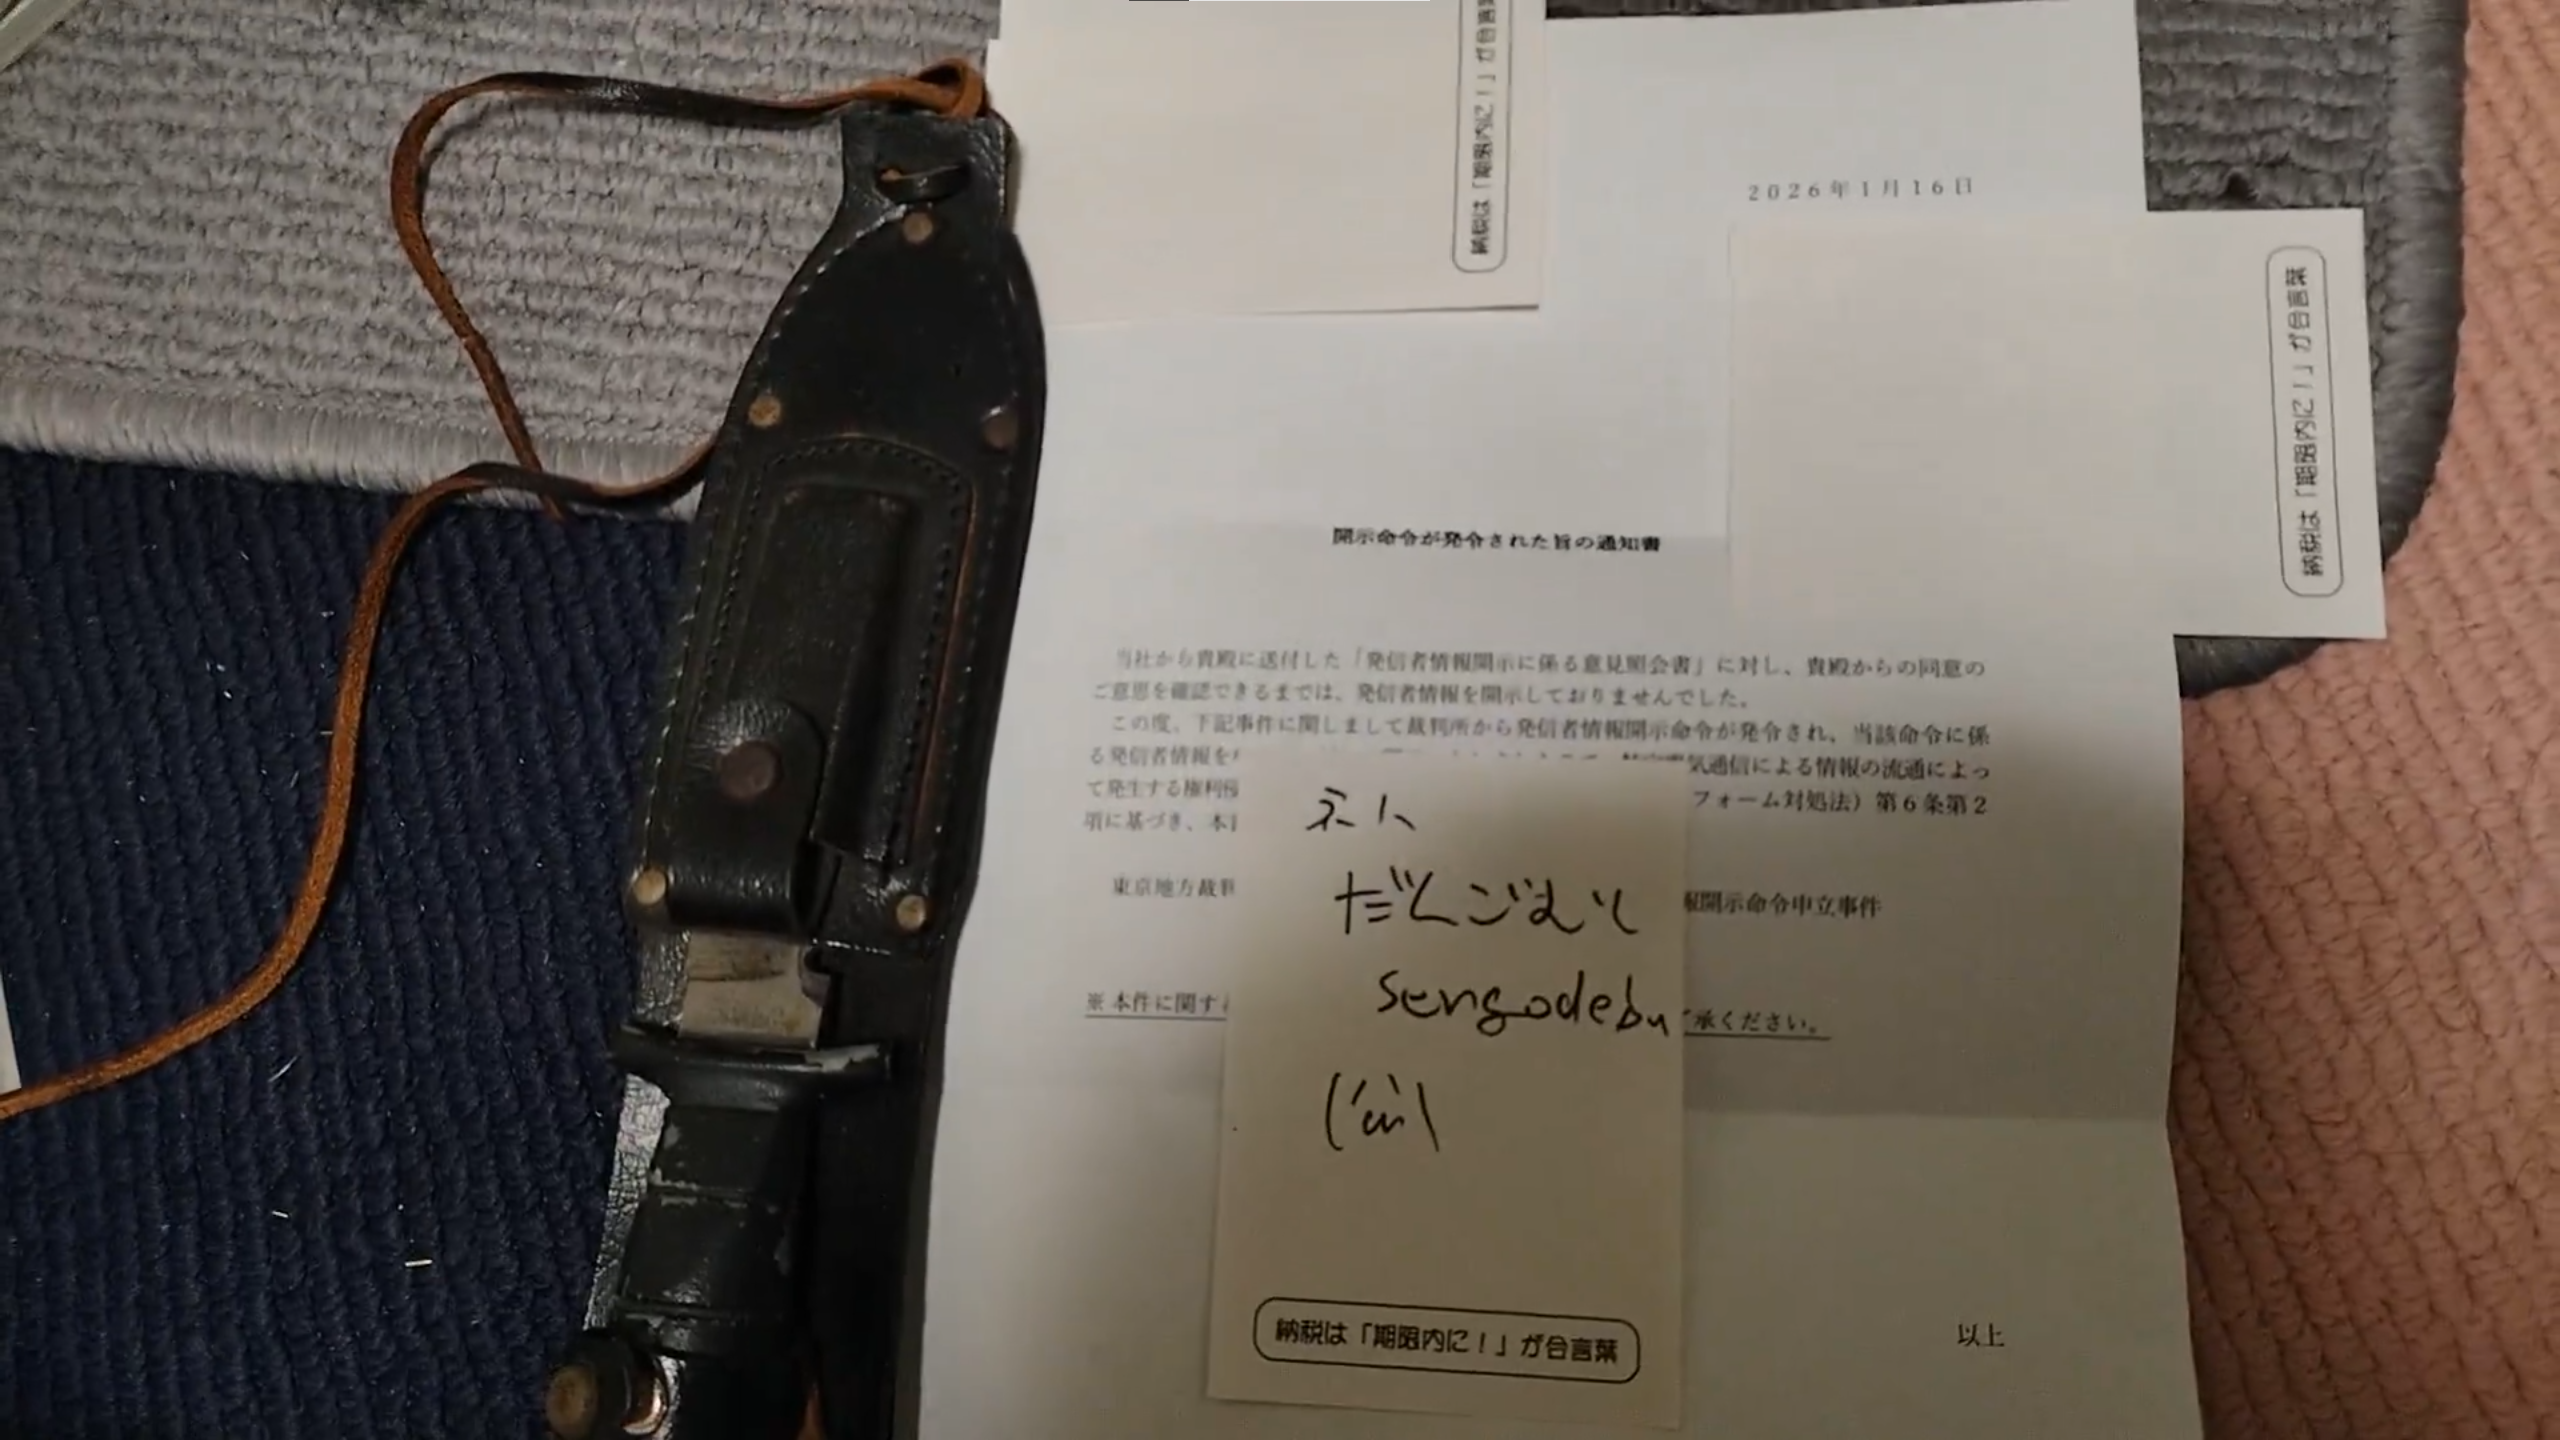 納税は「期限内に!」が合言葉
2026年1月16日
納税は「期限内に!」が合言葉
開示命令が発令された旨の通知書
当社から貴殿に送付した「発信者情報開示に係る意見照会書」に対し、貴殿からの同意の
ご意思を確認できるまでは、発信者情報を開示しておりませんでした。
この度、下記事件に関しまして裁判所から発信者情報開示命令が発令され、当該命令に係
る発信者情報を 気通信による情報の流通によっ
て発生する権利侵 フォーム対処法)第6条第2
項に基づき、本
東京地方裁判 報開示命令申立事件
※本件に関する 承ください。
だんごむし
sengodebu
納税は「期限内に!」が合言葉
以上